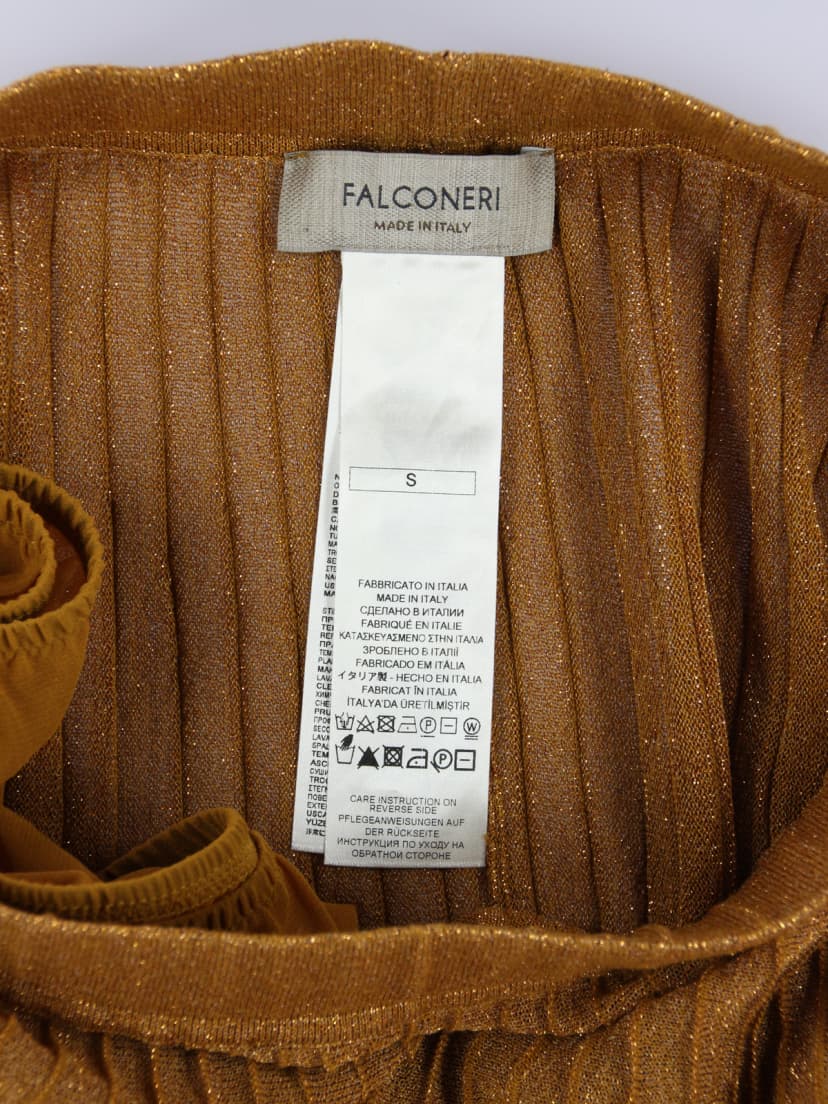 FALCONERI
MADE IN ITALY
S
FABBRICATO IN ITALIA
MADE IN ITALY
СДЕЛАНО В ИТАЛИИ
FABRIQUÉ EN ITALIE
ΚΑΤΑΣΚΕΥΑΣΜΕΝΟ ΣΤΗΝ ΙΤΑΛΙΑ
ЗРОБЛЕНО В ІТАЛІЇ
FABRICADO EM ITÁLIA
イタリア製 - HECHO EN ITALIA
FABRICAT ÎN ITALIA
İTALYA'DA ÜRETİLMİŞTİR
CARE INSTRUCTION ON
REVERSE SIDE
PFLEGEANWEISUNGEN AUF
DER RÜCKSEITE
ИНСТРУКЦИЯ ПО УХОДУ НА
ОБРАТНОЙ СТОРОНЕ